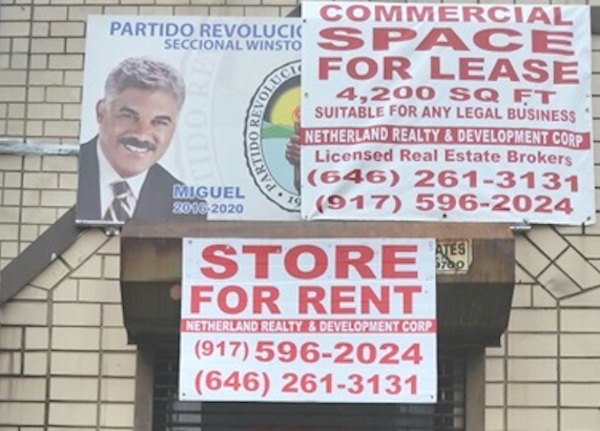 PARTIDO REVOLUCIO
SECCIONAL WINSTO
PARTIDO REVOLUCIO
MIGUEL
2016-2020
COMMERCIAL
SPACE
FOR LEASE
4,200 SQ FT
SUITABLE FOR ANY LEGAL BUSINESS
NETHERLAND REALTY & DEVELOPMENT CORP
Licensed Real Estate Brokers
(646) 261-3131
(917) 596-2024
STORE
FOR RENT
NETHERLAND REALTY & DEVELOPMENT CORP
(917) 596-2024
(646) 261-3131
ATES